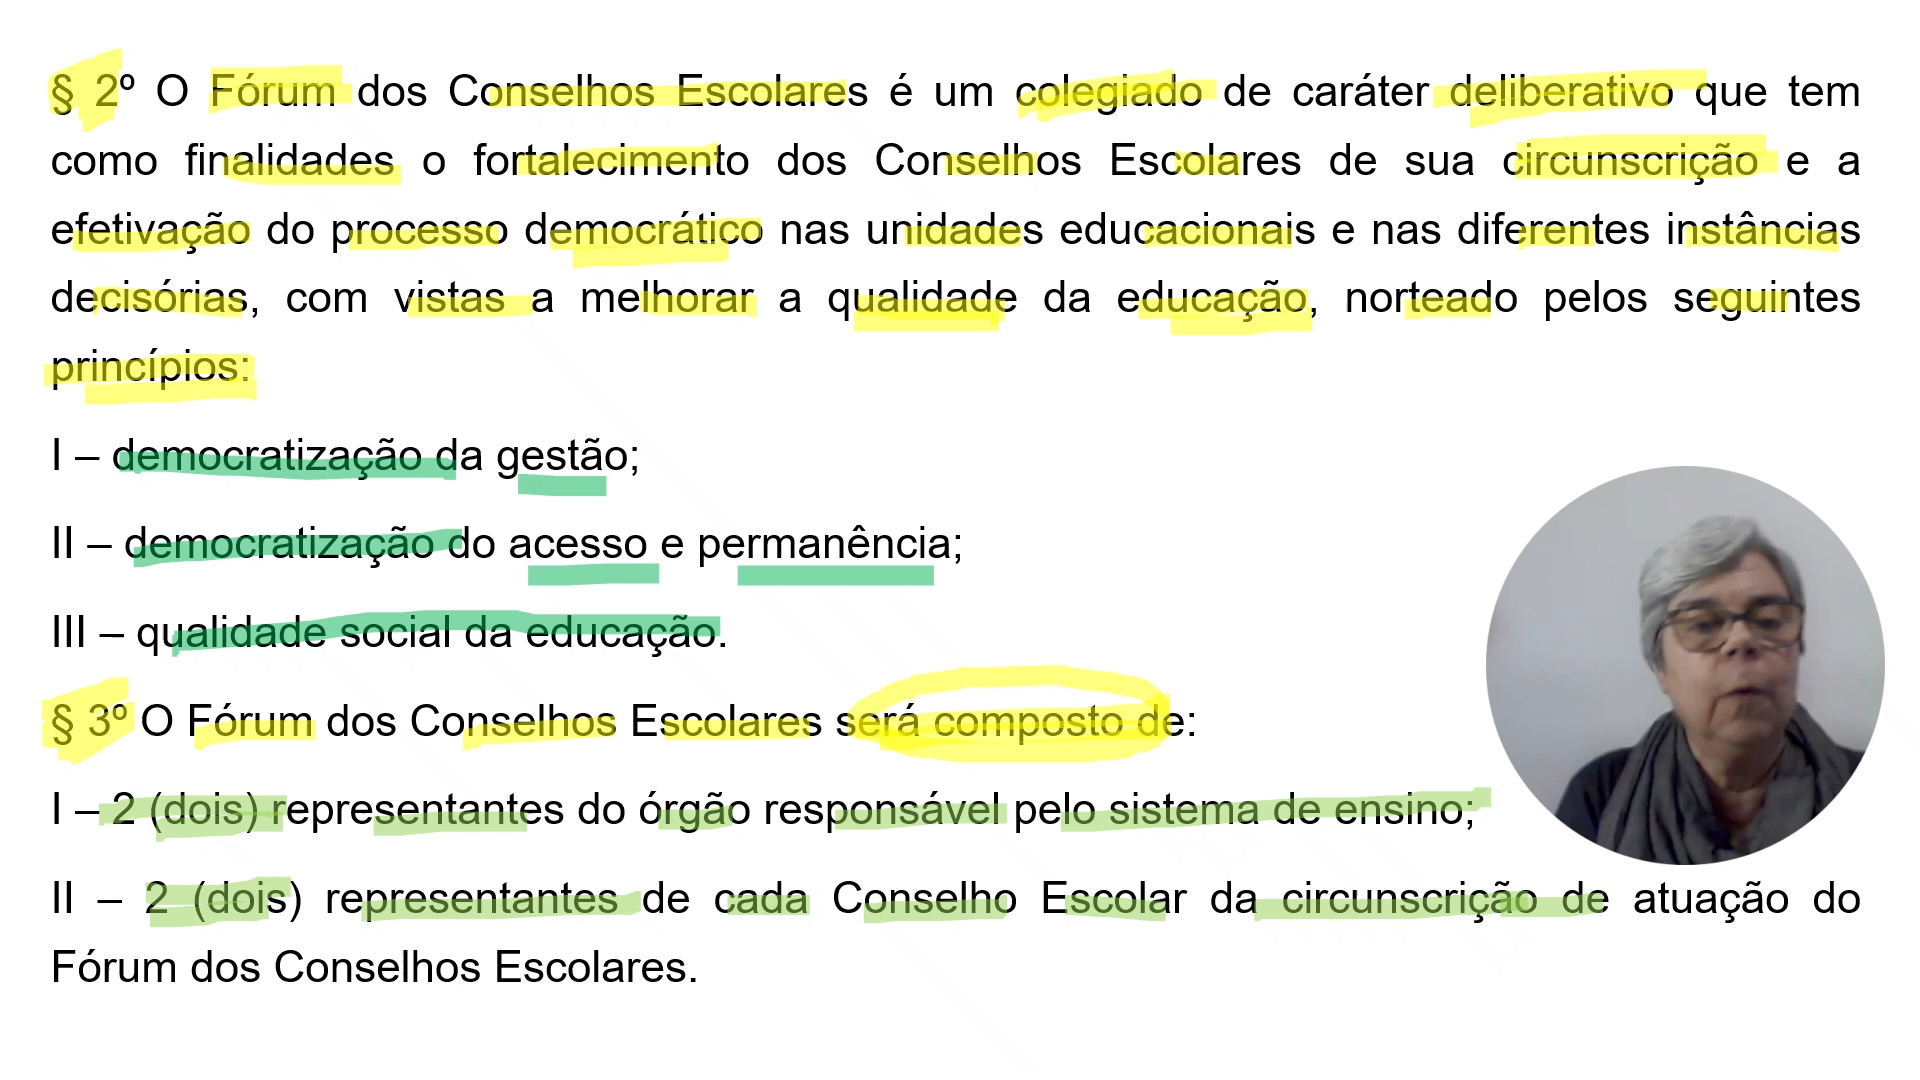 § 2º O Fórum dos Conselhos Escolares é um colegiado de caráter deliberativo que tem
como finalidades o fortalecimento dos Conselhos Escolares de sua circunscrição e a
efetivação do processo democrático nas unidades educacionais e nas diferentes instâncias
decisórias, com vistas a melhorar a qualidade da educação, norteado pelos seguintes
princípios:
I – democratização da gestão;
II – democratização do acesso e permanência;
III – qualidade social da educação.
§ 3º O Fórum dos Conselhos Escolares será composto de:
I – 2 (dois) representantes do órgão responsável pelo sistema de ensino;
II – 2 (dois) representantes de cada Conselho Escolar da circunscrição de atuação do
Fórum dos Conselhos Escolares.